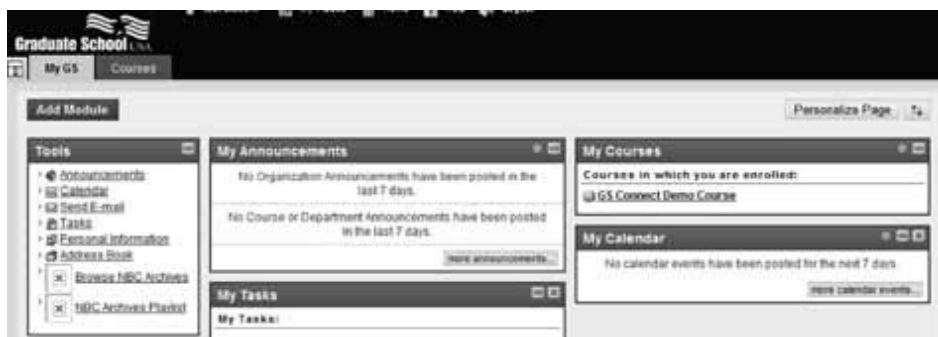 Graduate School USA
My GS
Courses
Add Module
Personalize Page
Tools
Announcements
Calendar
Send E-mail
Tasks
Personal Information
Address Book
Browse NBC Archives
NBC Archives Playlist
My Announcements
No Organization Announcements have been posted in the
last 7 days.
No Course or Department Announcements have been posted
in the last 7 days.
more announcements...
My Tasks
My Tasks:
My Courses
Courses in which you are enrolled:
GS Connect Demo Course
My Calendar
No calendar events have been posted for the next 7 days.
more calendar events...